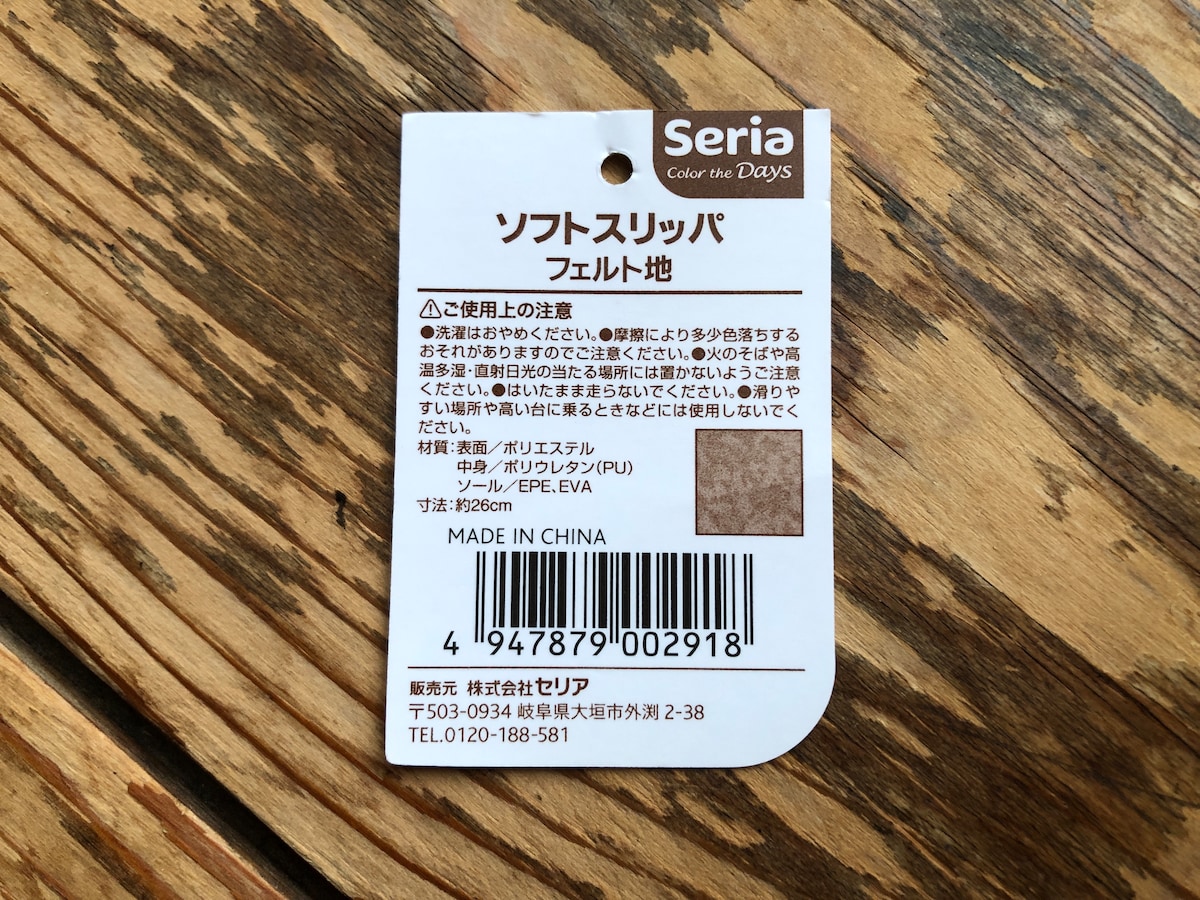 Seria
Color the Days
ソフトスリッパ
フェルト地
⚠ご使用上の注意
●洗濯はおやめください。●摩擦により多少色落ちする
おそれがありますのでご注意ください。●火のそばや高
温多湿・直射日光の当たる場所には置かないようご注意
ください。●はいたまま走らないでください。●滑りや
すい場所や高い台に乗るときなどには使用しないでく
ださい。
材質：表面／ポリエステル
中身／ポリウレタン（PU）
ソール／EPE、EVA
寸法：約26cm
MADE IN CHINA
4 947879 002918
販売元 株式会社セリア
〒503-0934 岐阜県大垣市外渕 2-38
TEL.0120-188-581